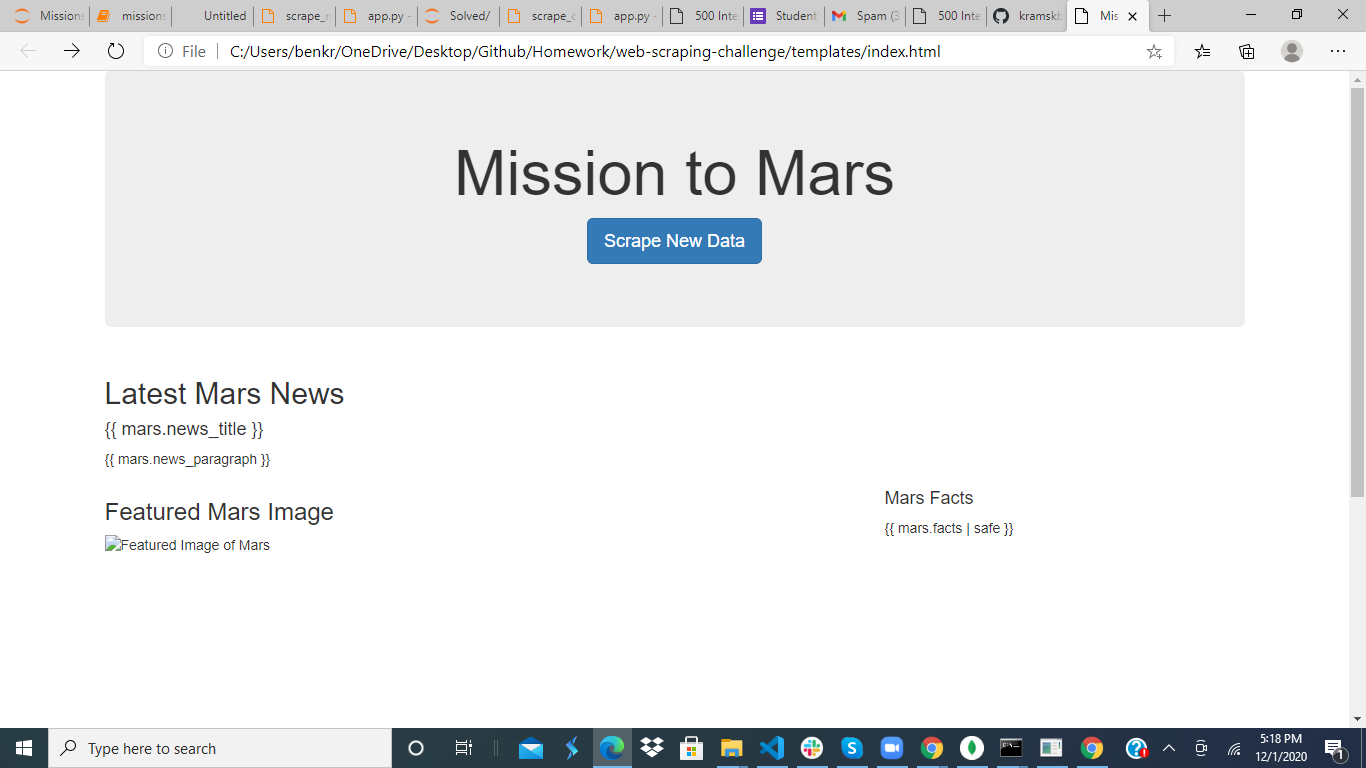 Missions missions Untitled scrape_ app.py - Solved/ scrape_ app.py - 500 Inte Student Spam (3 500 Inte kramskb Mis
File C:/Users/benkr/OneDrive/Desktop/Github/Homework/web-scraping-challenge/templates/index.html
Mission to Mars
Scrape New Data
Latest Mars News
{{ mars.news_title }}
{{ mars.news_paragraph }}
Featured Mars Image
Featured Image of Mars
Mars Facts
{{ mars.facts | safe }}
Type here to search
5:18 PM
12/1/2020
1